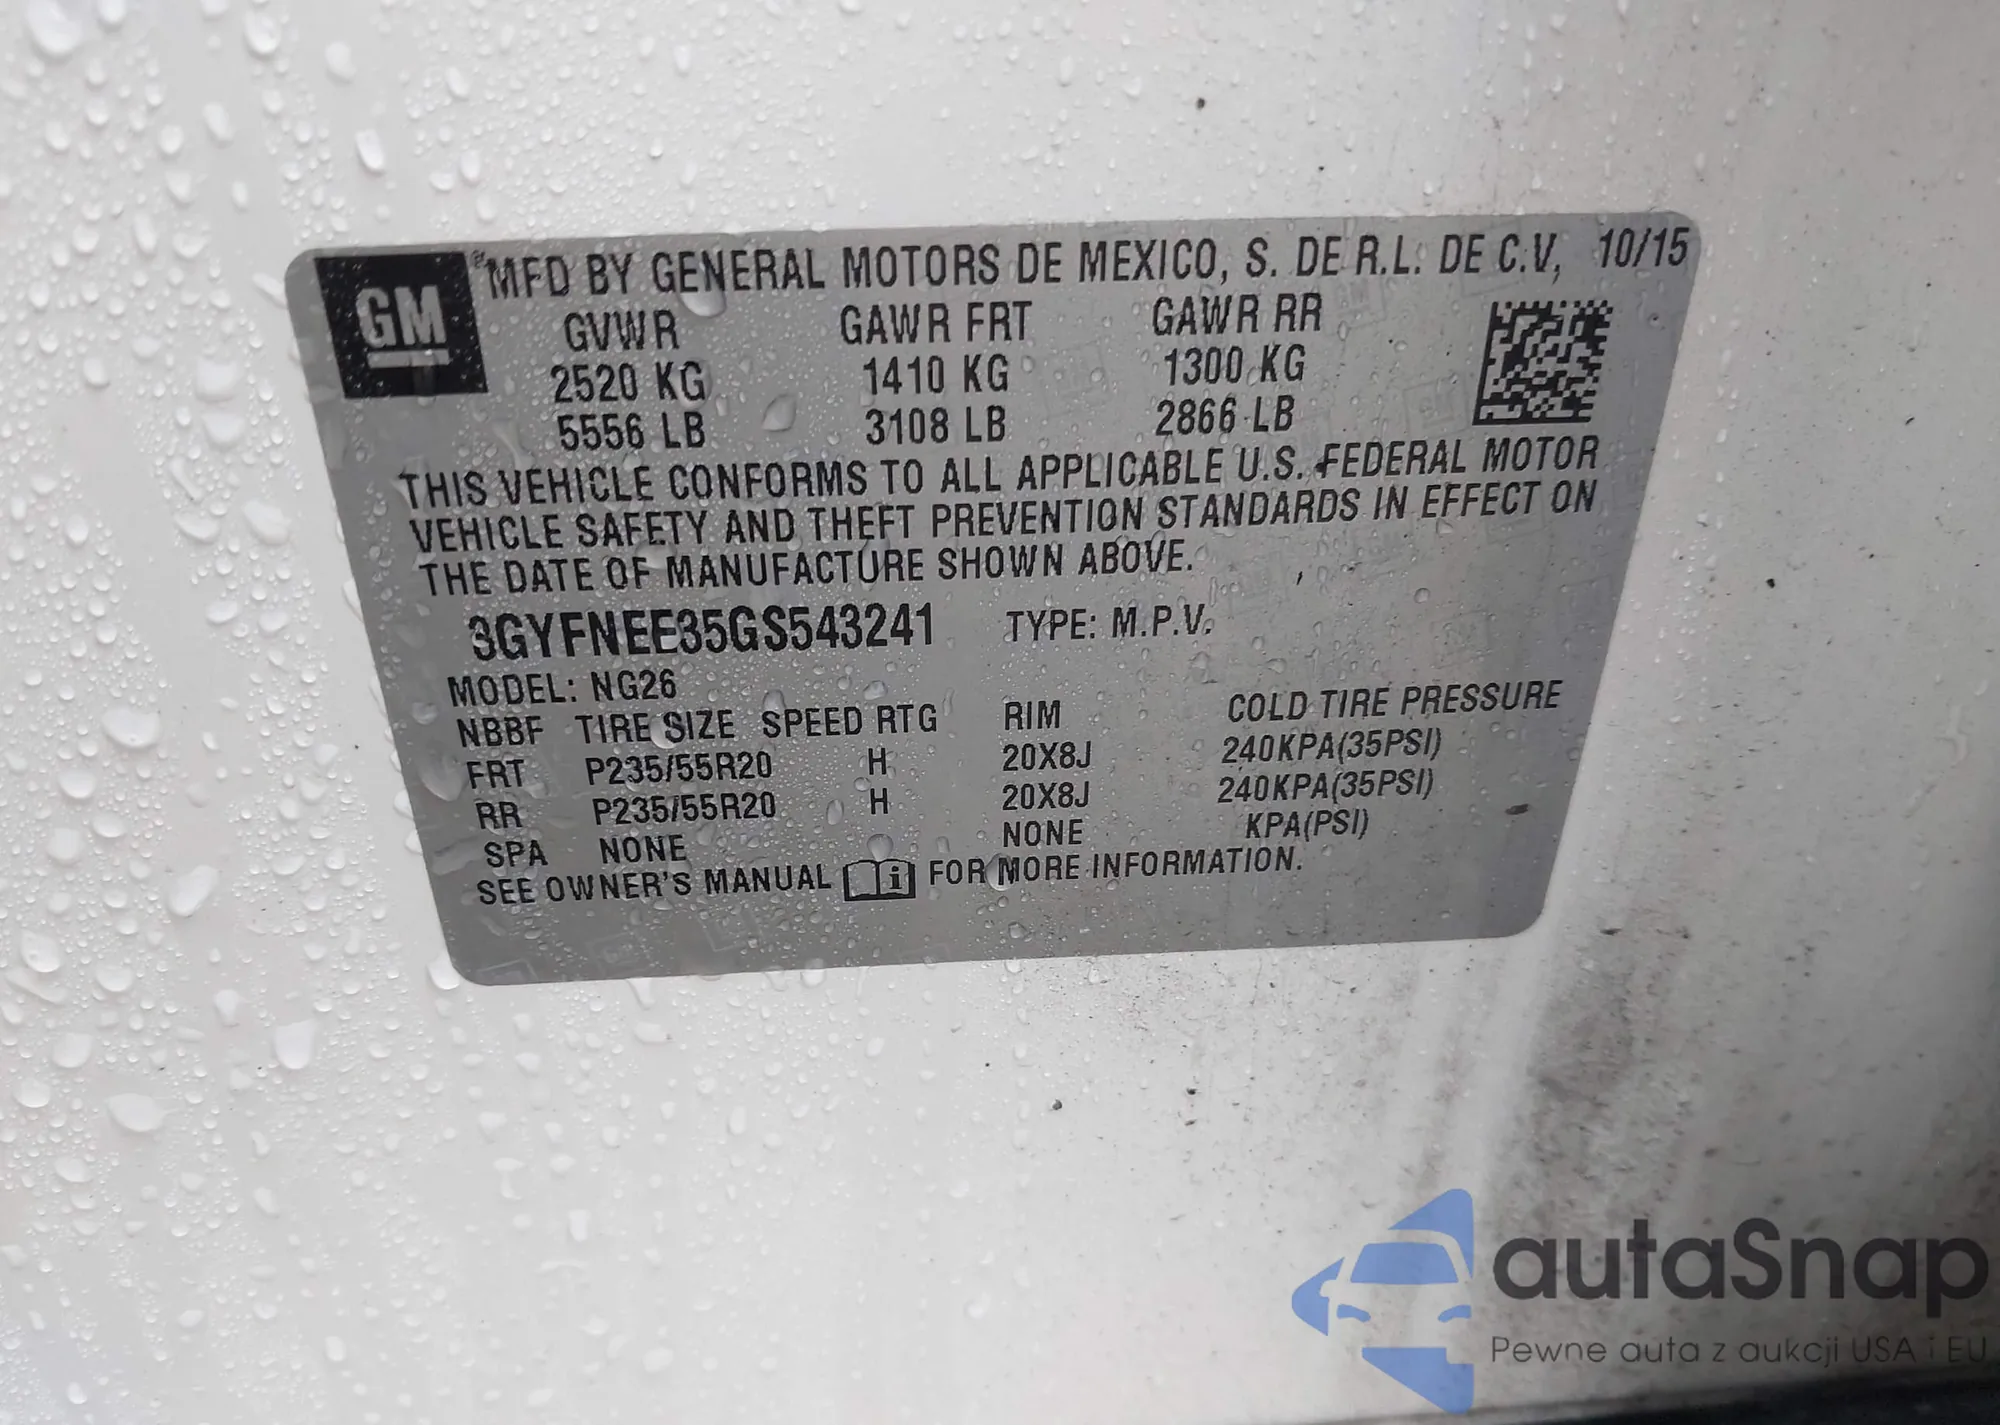 GM
MFD BY GENERAL MOTORS DE MEXICO, S. DE R.L. DE C.V, 10/15
GVWR GAWR FRT GAWR RR
2520 KG 1410 KG 1300 KG
5556 LB 3108 LB 2866 LB
THIS VEHICLE CONFORMS TO ALL APPLICABLE U.S. FEDERAL MOTOR
VEHICLE SAFETY AND THEFT PREVENTION STANDARDS IN EFFECT ON
THE DATE OF MANUFACTURE SHOWN ABOVE.
3GYFNEE35GS543241 TYPE: M.P.V.
MODEL: NG26
NBBF TIRE SIZE SPEED RTG RIM COLD TIRE PRESSURE
FRT P235/55R20 H 20X8J 240KPA(35PSI)
RR P235/55R20 H 20X8J 240KPA(35PSI)
SPA NONE NONE KPA(PSI)
SEE OWNER'S MANUAL i FOR MORE INFORMATION.
autaSnap
Pewne auta z aukcji USA i EU